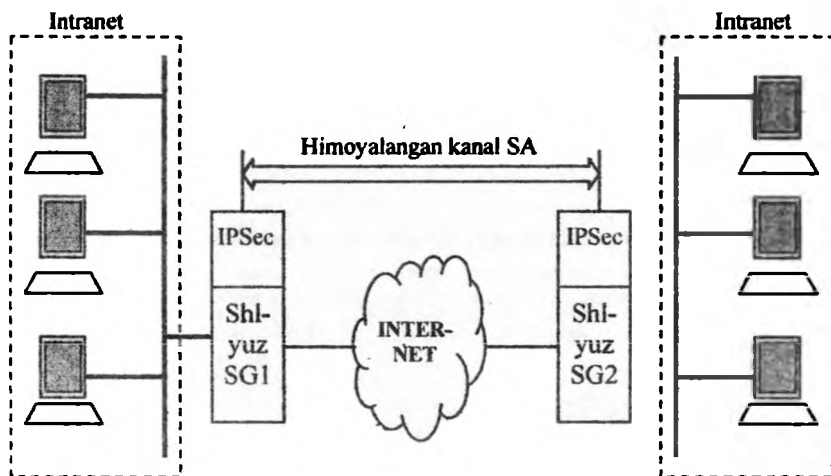 Intranet
Intranet
Himoyalangan kanal SA
IPSec
IPSec
Shl-
yuz
SG1
INTER-
NET
Shl-
yuz
SG2